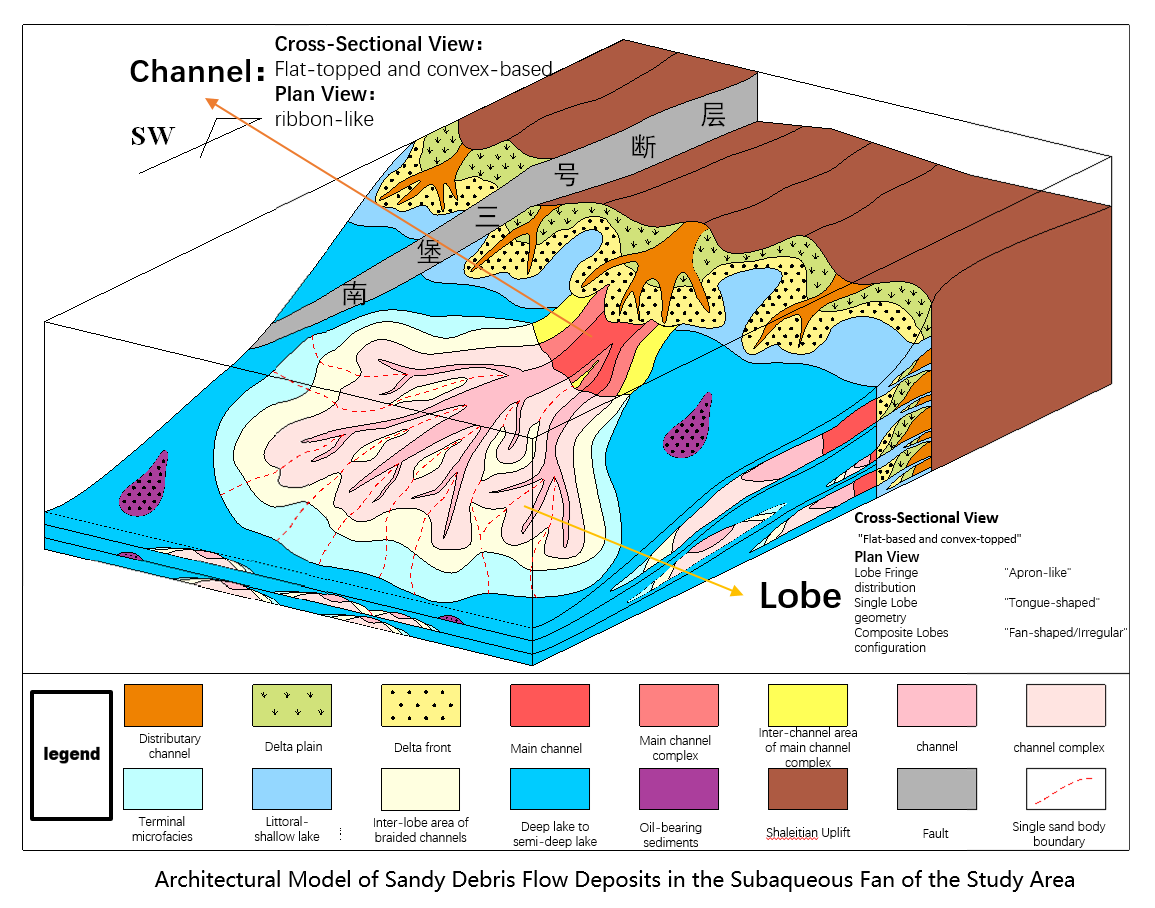 Cross-Sectional View:
Channel:
Flat-topped and convex-based
Plan View:
ribbon-like
SW
南堡三号断层
Cross-Sectional View
"Flat-based and convex-topped"
Plan View
Lobe
Lobe Fringe "Apron-like"
distribution
Single Lobe "Tongue-shaped"
geometry
Composite Lobes "Fan-shaped/Irregular"
configuration
legend
Distributary
channel
Delta plain
Delta front
Main channel
Main channel
complex
Inter-channel area
of main channel
complex
channel
channel complex
Terminal
microfacies
Littoral-
shallow lake
Inter-lobe area of
braided channels
Deep lake to
semi-deep lake
Oil-bearing
sediments
Shaleitian Uplift
Fault
Single sand body
boundary
Architectural Model of Sandy Debris Flow Deposits in the Subaqueous Fan of the Study Area